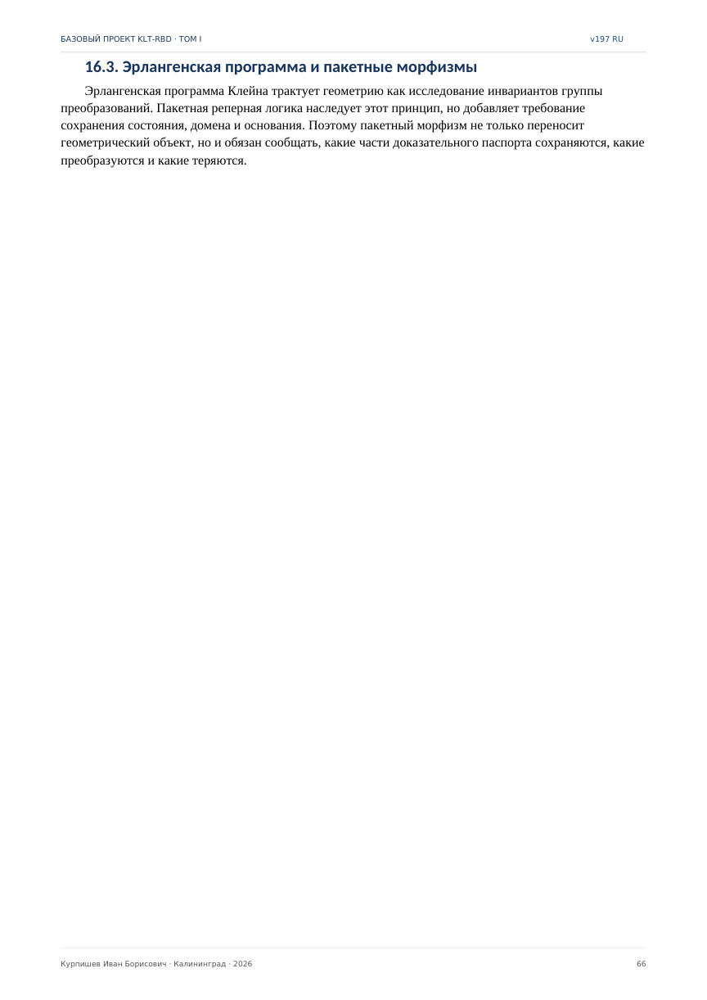 БАЗОВЫЙ ПРОЕКТ KLT-RBD · ТОМ I v197 RU
16.3. Эрлангенская программа и пакетные морфизмы
Эрлангенская программа Клейна трактует геометрию как исследование инвариантов группы
преобразований. Пакетная реперная логика наследует этот принцип, но добавляет требование
сохранения состояния, домена и основания. Поэтому пакетный морфизм не только переносит
геометрический объект, но и обязан сообщать, какие части доказательного паспорта сохраняются, какие
преобразуются и какие теряются.
Курпишев Иван Борисович · Калининград · 2026 66